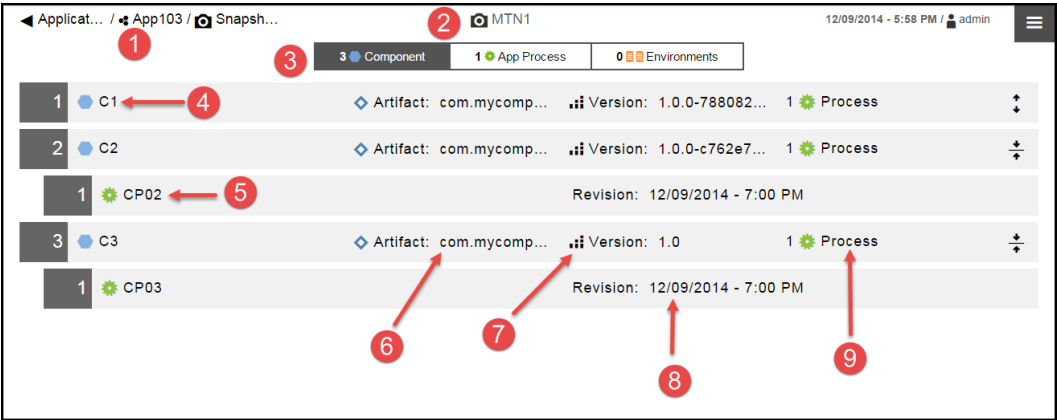 Applicat... / App103 / Snapsh... MTN1 12/09/2014 - 5:58 PM / admin
1 2
3 3 Component 1 App Process 0 Environments
1 C1 4 Artifact: com.mycomp... Version: 1.0.0-788082... 1 Process
2 C2 Artifact: com.mycomp... Version: 1.0.0-c762e7... 1 Process
1 CP02 5 Revision: 12/09/2014 - 7:00 PM
3 C3 Artifact: com.mycomp... Version: 1.0 1 Process
1 CP03 Revision: 12/09/2014 - 7:00 PM
6 7 8 9